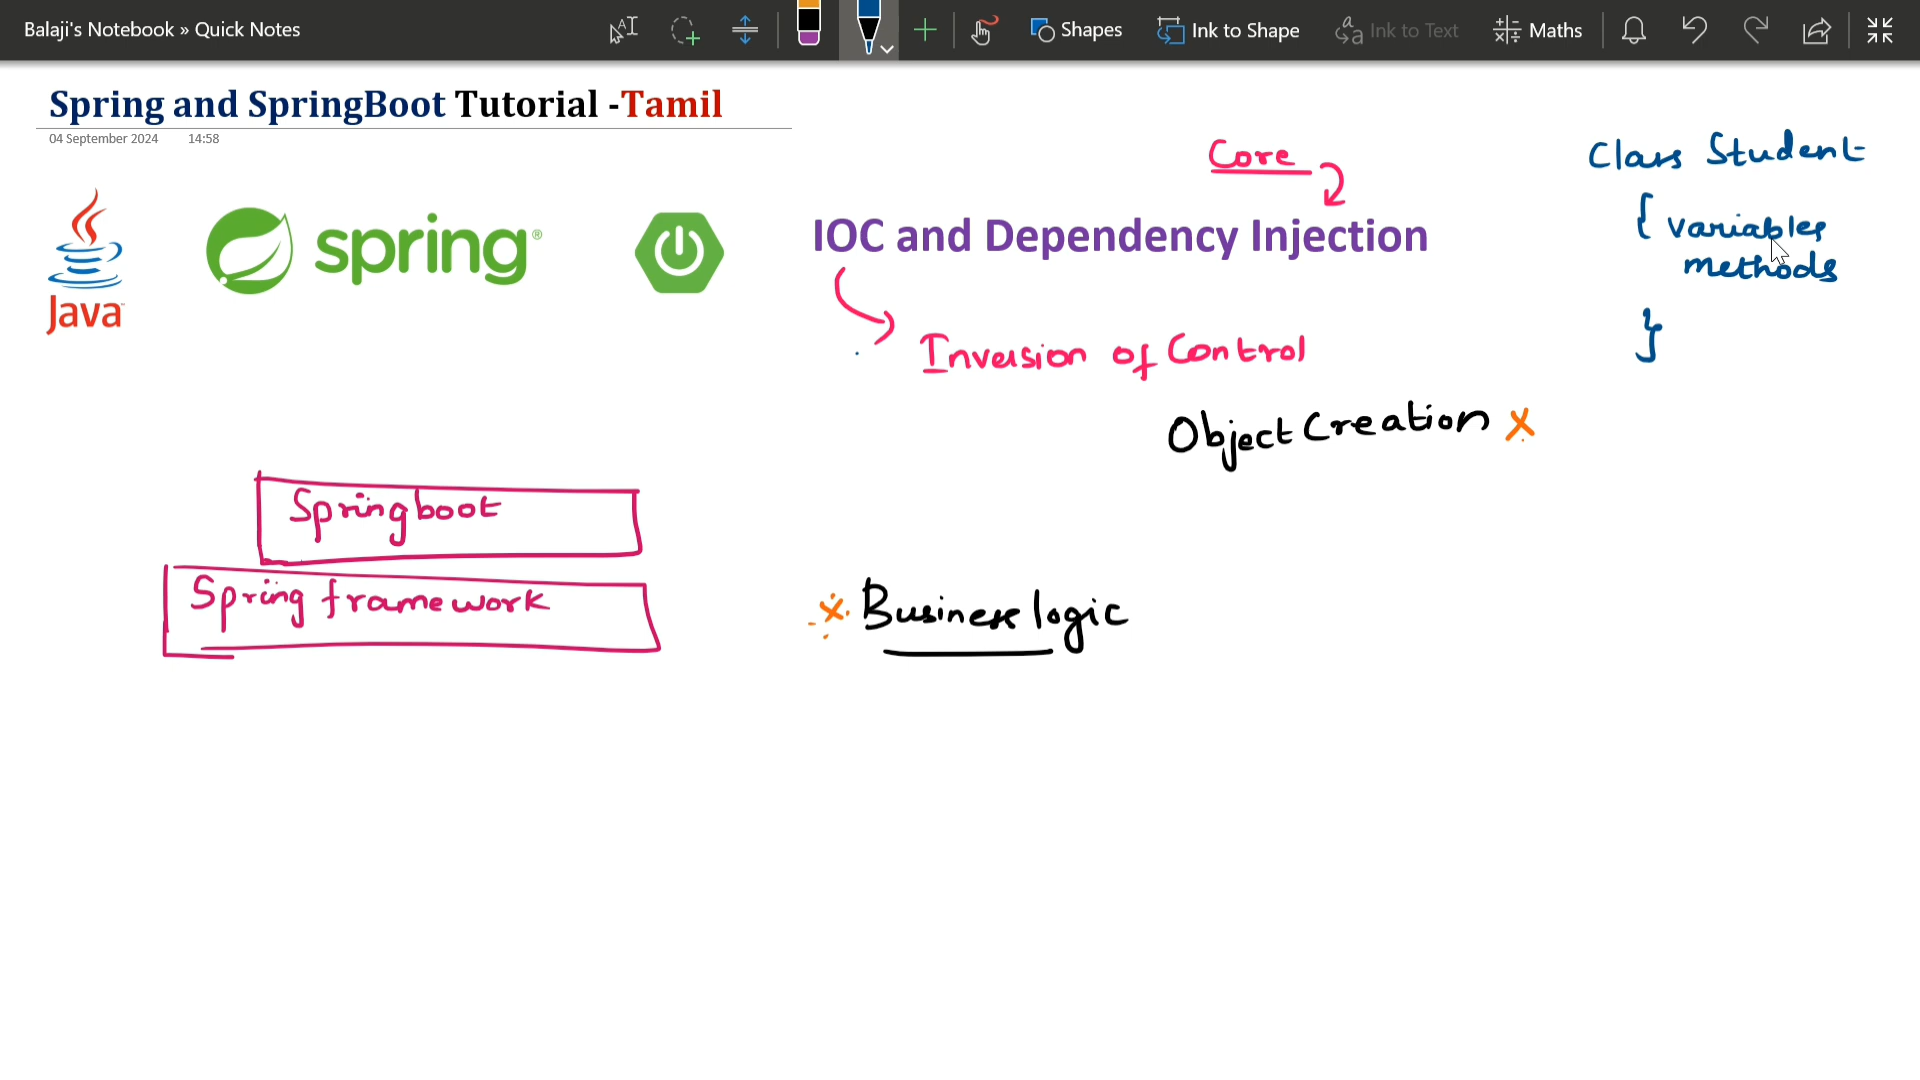 Balaji's Notebook » Quick Notes
Shapes
Ink to Shape
Ink to Text
Maths
Spring and SpringBoot Tutorial -Tamil
04 September 2024 14:58
Java
spring®
Core
IOC and Dependency Injection
Inversion of Control
Class Student
{ variables
methods
}
Object Creation x
Springboot
Spring framework
x Business logic